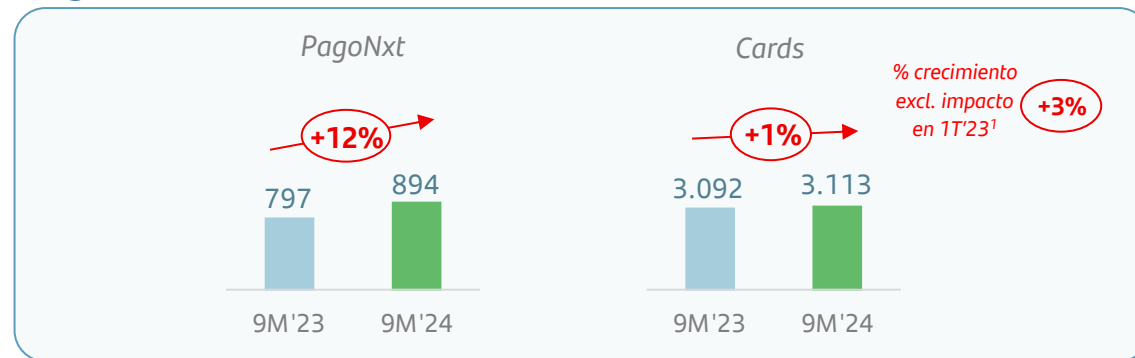 PagoNxt
+12%
797
894
9M'23
9M'24
Cards
+1%
3.092
3.113
9M'23
9M'24
% crecimiento
excl. impacto
en 1T'23¹
+3%